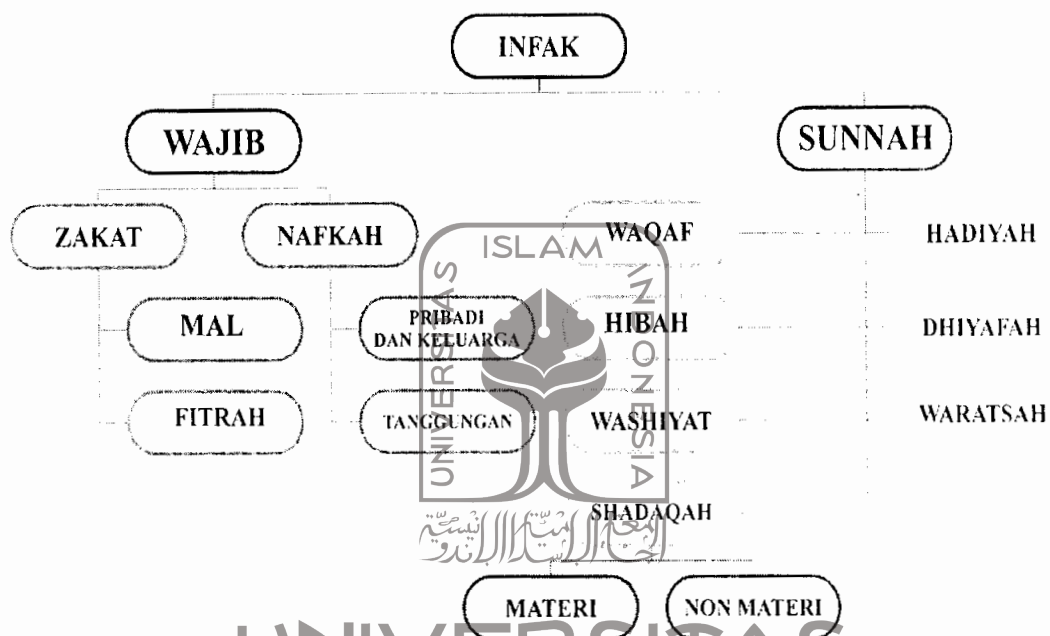 INFAK
WAJIB
SUNNAH
ZAKAT
NAFKAH
WAQAF
HADIYAH
MAL
PRIBADI
DAN KELUARGA
HIBAH
DHIYAFAH
FITRAH
TANGGUNGAN
WASHIYAT
WARATSAH
SHADAQAH
MATERI
NON MATERI
UNIVERSITAS
ISLAM
INDONESIA
UNIVERSITAS